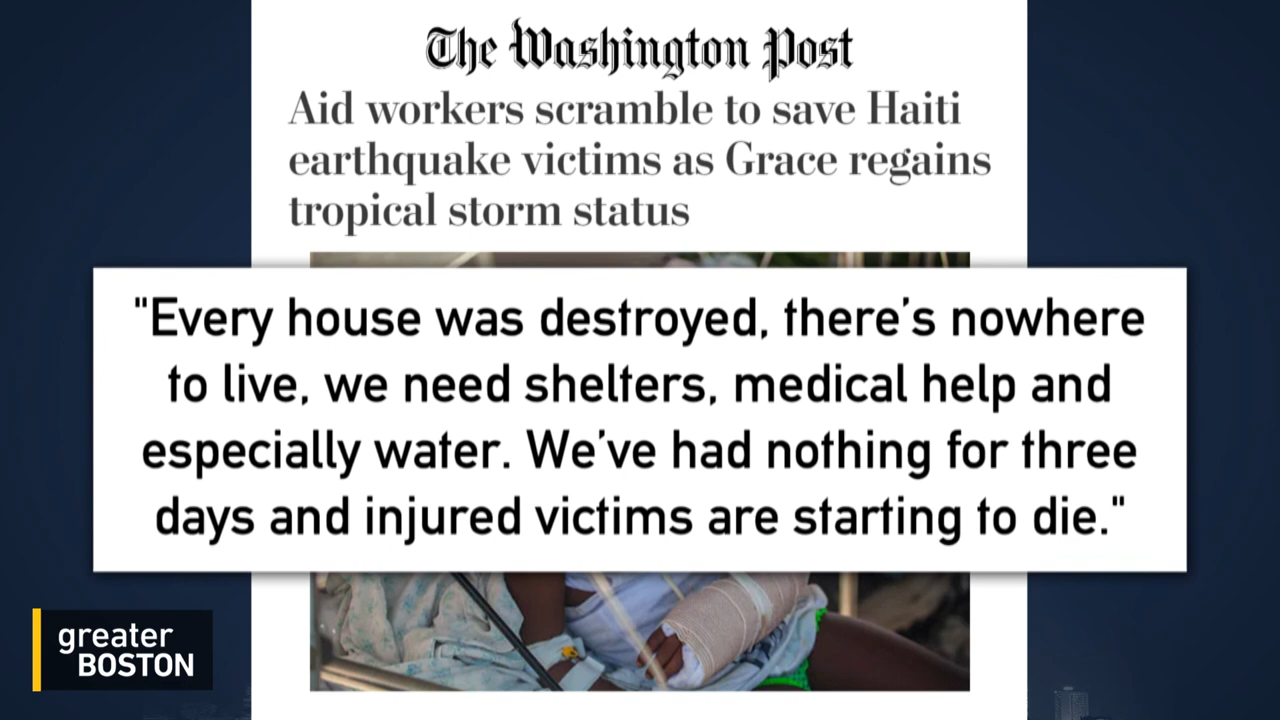 The Washington Post
Aid workers scramble to save Haiti
earthquake victims as Grace regains
tropical storm status
"Every house was destroyed, there’s nowhere
to live, we need shelters, medical help and
especially water. We’ve had nothing for three
days and injured victims are starting to die."
greater
BOSTON